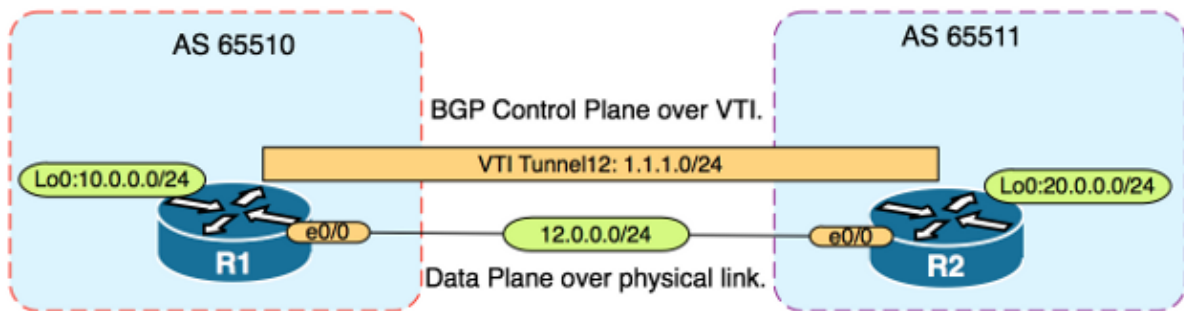 AS 65510
AS 65511
BGP Control Plane over VTI.
VTI Tunnel12: 1.1.1.0/24
Lo0:10.0.0.0/24
Lo0:20.0.0.0/24
e0/0
12.0.0.0/24
e0/0
R1
Data Plane over physical link.
R2